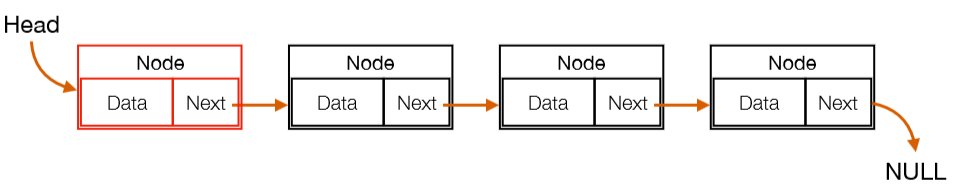 Head
Node Node Node Node
Data Next Data Next Data Next Data Next
NULL